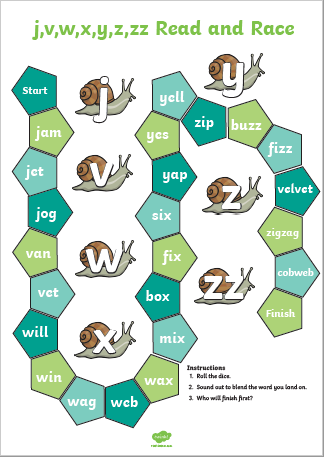 j,v,w,x,y,z,zz Read and Race
Start
jam
jet
jog
van
vet
will
win
wag
web
wax
mix
box
fix
six
yap
yes
yell
zip
buzz
fizz
velvet
zigzag
cobweb
Finish
j
v
w
x
y
z
zz
Instructions
1. Roll the dice.
2. Sound out to blend the word you land on.
3. Who will finish first?